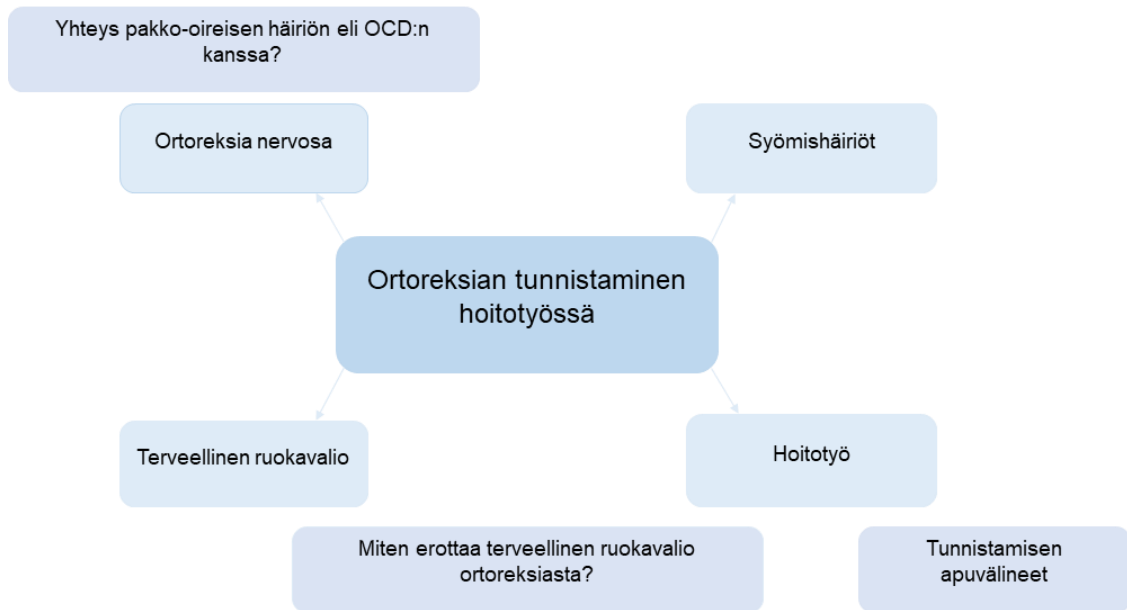 Yhteys pakko-oireisen häiriön eli OCD:n
kanssa?
Ortoreksia nervosa
Syömishäiriöt
Ortoreksian tunnistaminen
hoitotyössä
Terveellinen ruokavalio
Hoitotyö
Miten erottaa terveellinen ruokavalio
ortoreksiasta?
Tunnistamisen
apuvälineet